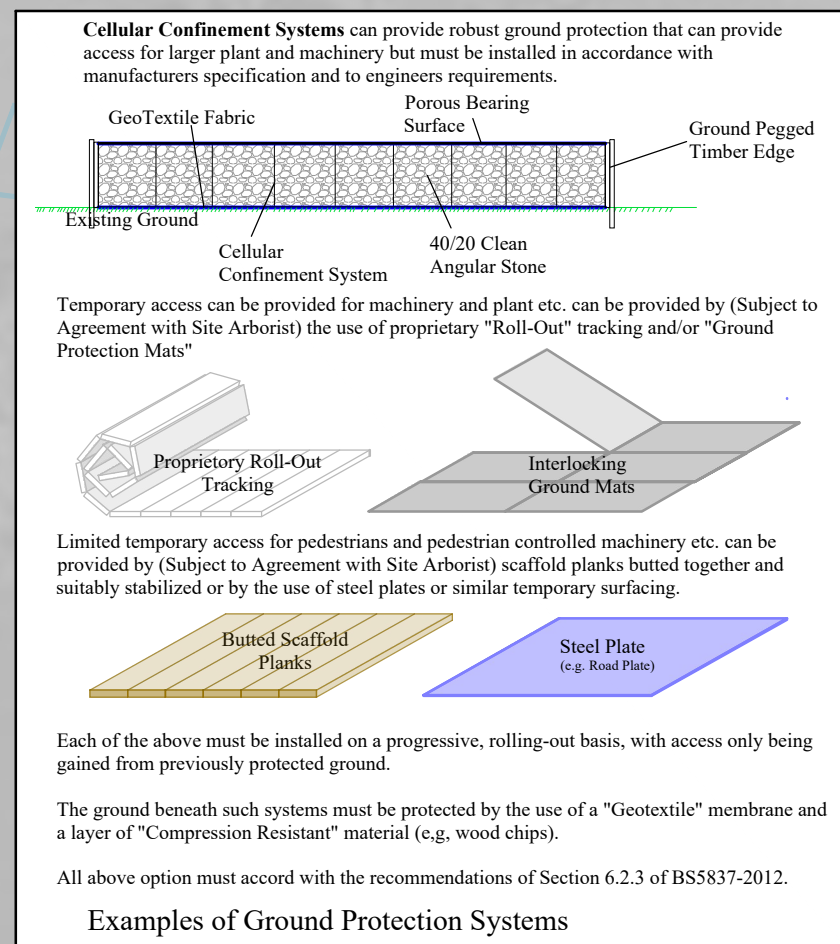 Cellular Confinement Systems can provide robust ground protection that can provide
access for larger plant and machinery but must be installed in accordance with
manufacturers specification and to engineers requirements.
GeoTextile Fabric
Porous Bearing
Surface
Ground Pegged
Timber Edge
Existing Ground
Cellular
Confinement System
40/20 Clean
Angular Stone
Temporary access can be provided for machinery and plant etc. can be provided by (Subject to
Agreement with Site Arborist) the use of proprietary "Roll-Out" tracking and/or "Ground
Protection Mats"
Proprietory Roll-Out
Tracking
Interlocking
Ground Mats
Limited temporary access for pedestrians and pedestrian controlled machinery etc. can be
provided by (Subject to Agreement with Site Arborist) scaffold planks butted together and
suitably stabilized or by the use of steel plates or similar temporary surfacing.
Butted Scaffold
Planks
Steel Plate
(e.g. Road Plate)
Each of the above must be installed on a progressive, rolling-out basis, with access only being
gained from previously protected ground.
The ground beneath such systems must be protected by the use of a "Geotextile" membrane and
a layer of "Compression Resistant" material (e,g, wood chips).
All above option must accord with the recommendations of Section 6.2.3 of BS5837-2012.
Examples of Ground Protection Systems